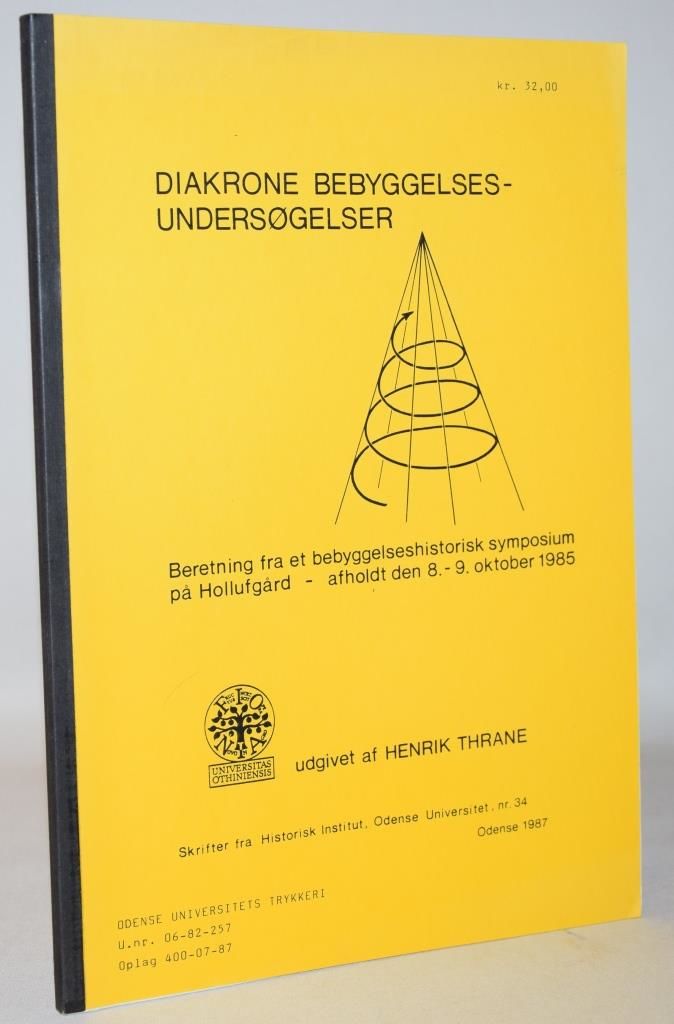 kr. 32,00
DIAKRONE BEBYGGELSES-
UNDERSØGELSER
Beretning fra et bebyggelseshistorisk symposium
på Hollufgård - afholdt den 8.-9. oktober 1985
UNIVERSITAS
OTHINIENSIS
udgivet af HENRIK THRANE
Skrifter fra Historisk Institut, Odense Universitet. nr. 34
Odense 1987
ODENSE UNIVERSITETS TRYKKERI
U.nr. 06-82-257
Oplag 400-07-87